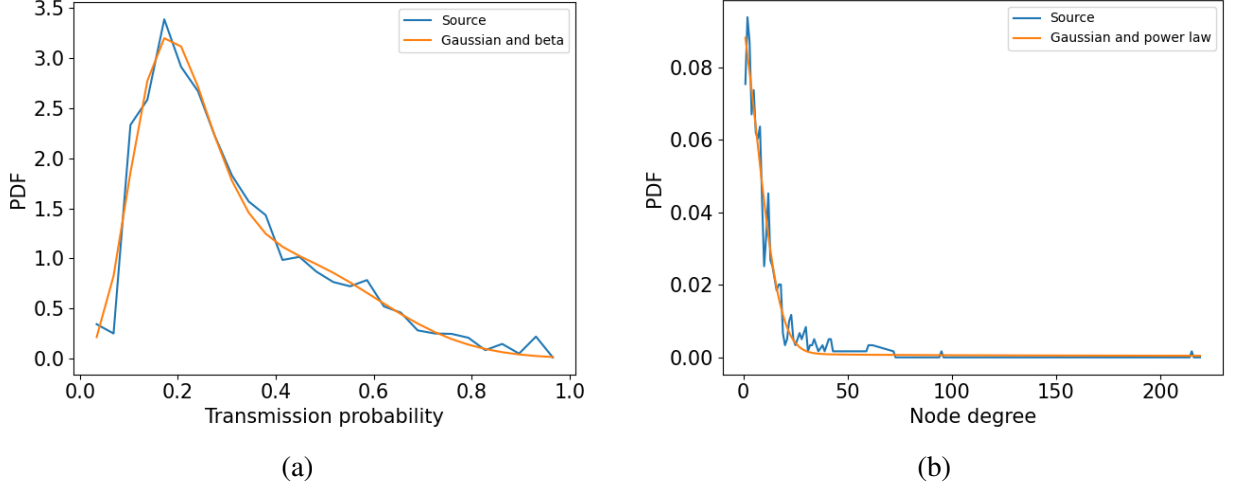 3.5
3.0
2.5
2.0
1.5
1.0
0.5
0.0
PDF
Source
Gaussian and beta
0.0 0.2 0.4 0.6 0.8 1.0
Transmission probability
(a)
0.08
0.06
0.04
0.02
0.00
PDF
Source
Gaussian and power law
0 50 100 150 200
Node degree
(b)